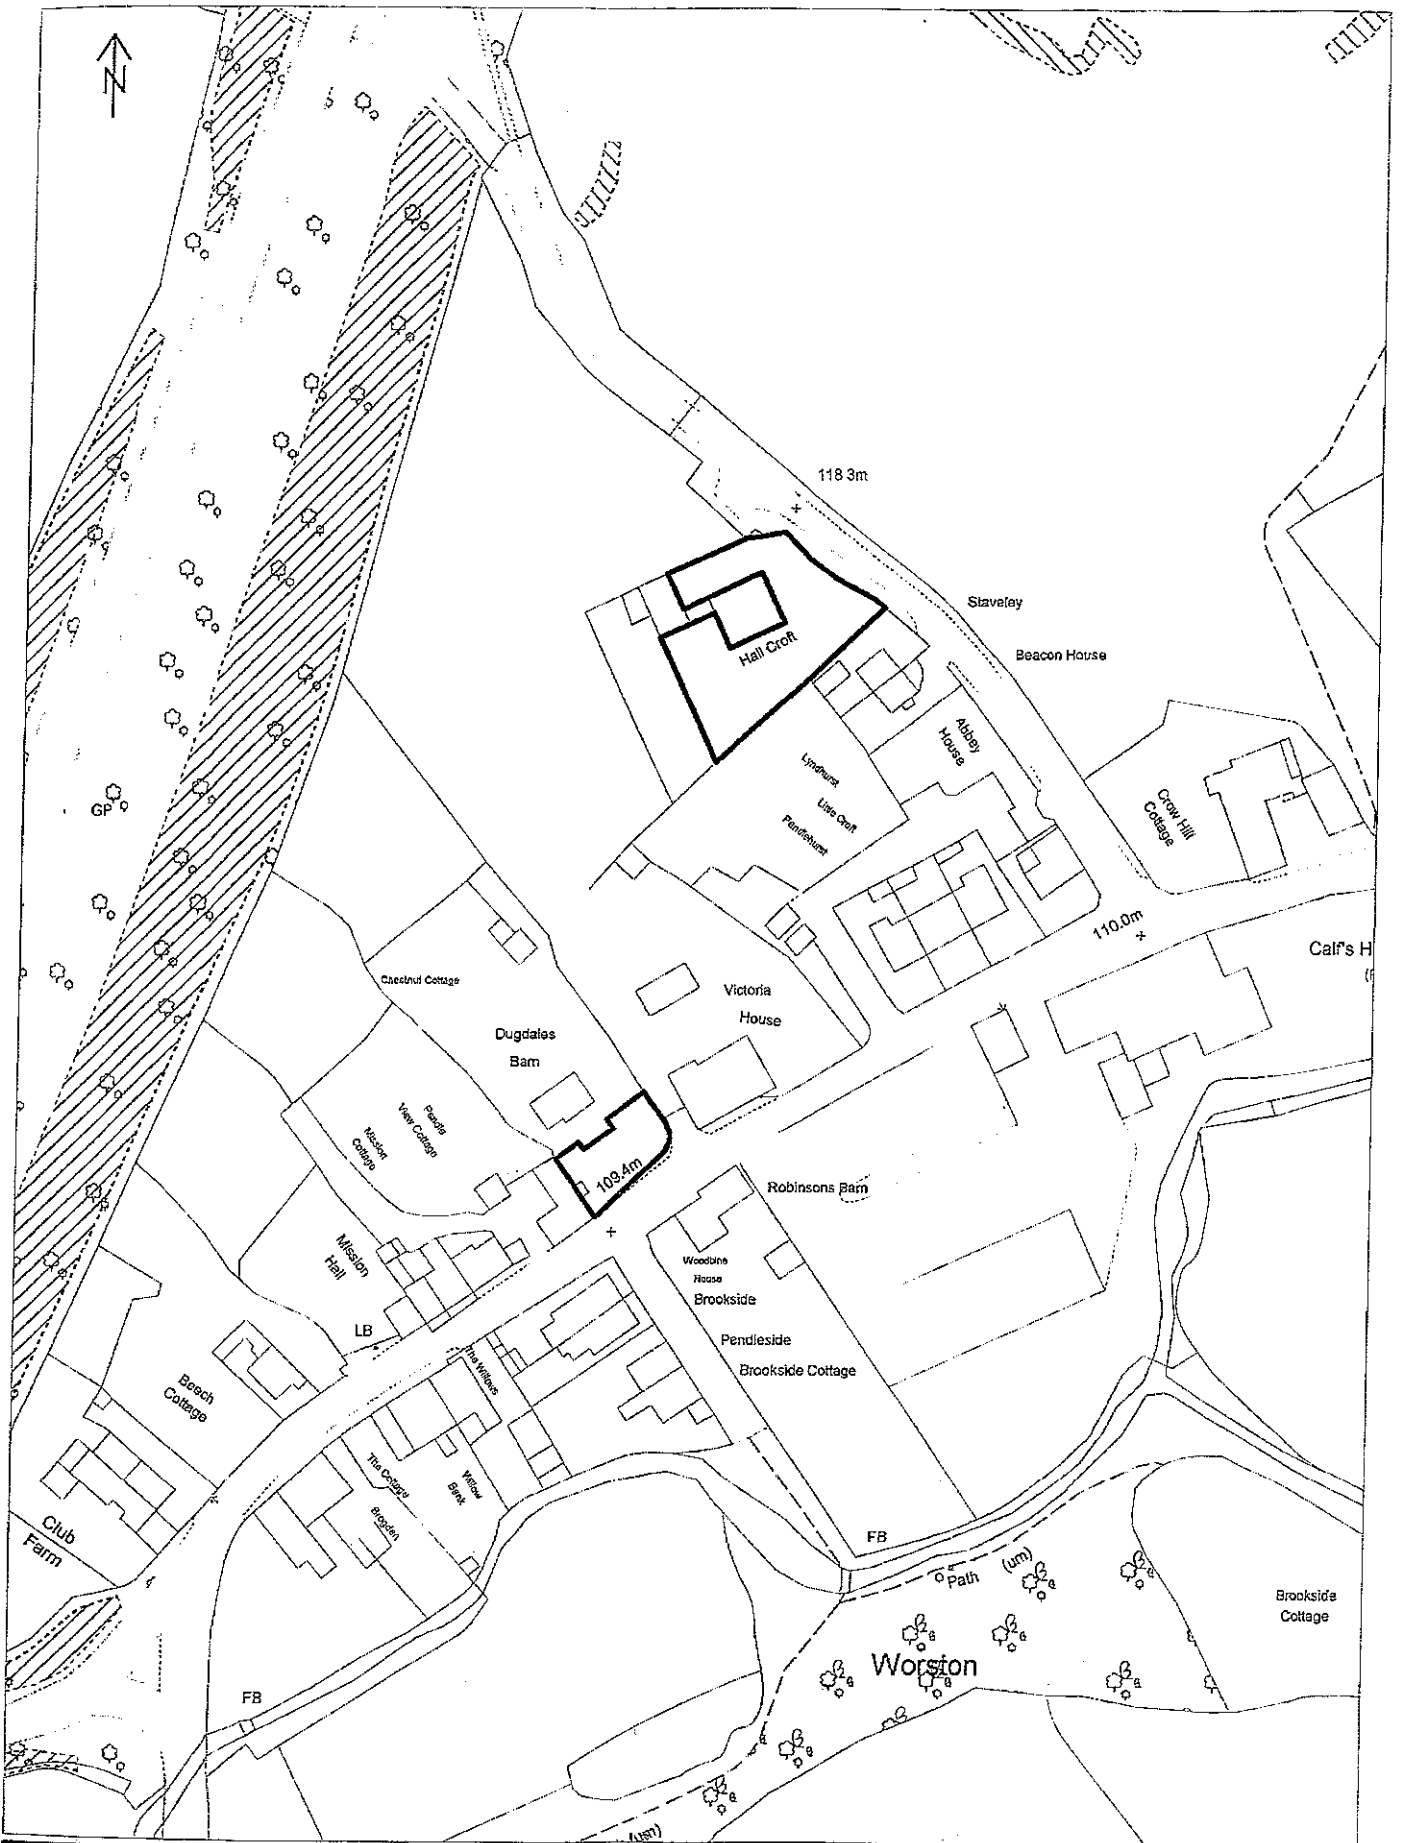 N
118.3m
Staveley
Beacon House
Hall Croft
Abbey
House
Lyndhurst
Lime Croft
Pendlehurst
Crow Hill
Cottage
GP
110.0m
Calf's H
Chestnut Cottage
Victoria
House
Dugdales
Barn
Pendle
View Cottage
Mission
Cottage
103.4m
Robinsons Barn
Mission
Hall
Woodbine
House
Brookside
LB
Pendleside
Brookside Cottage
The Willows
Beech
Cottage
The Cottage
Willow
Bank
Brogden
Club
Farm
FB
Path
(um)
Brookside
Cottage
Worston
FB
(um)